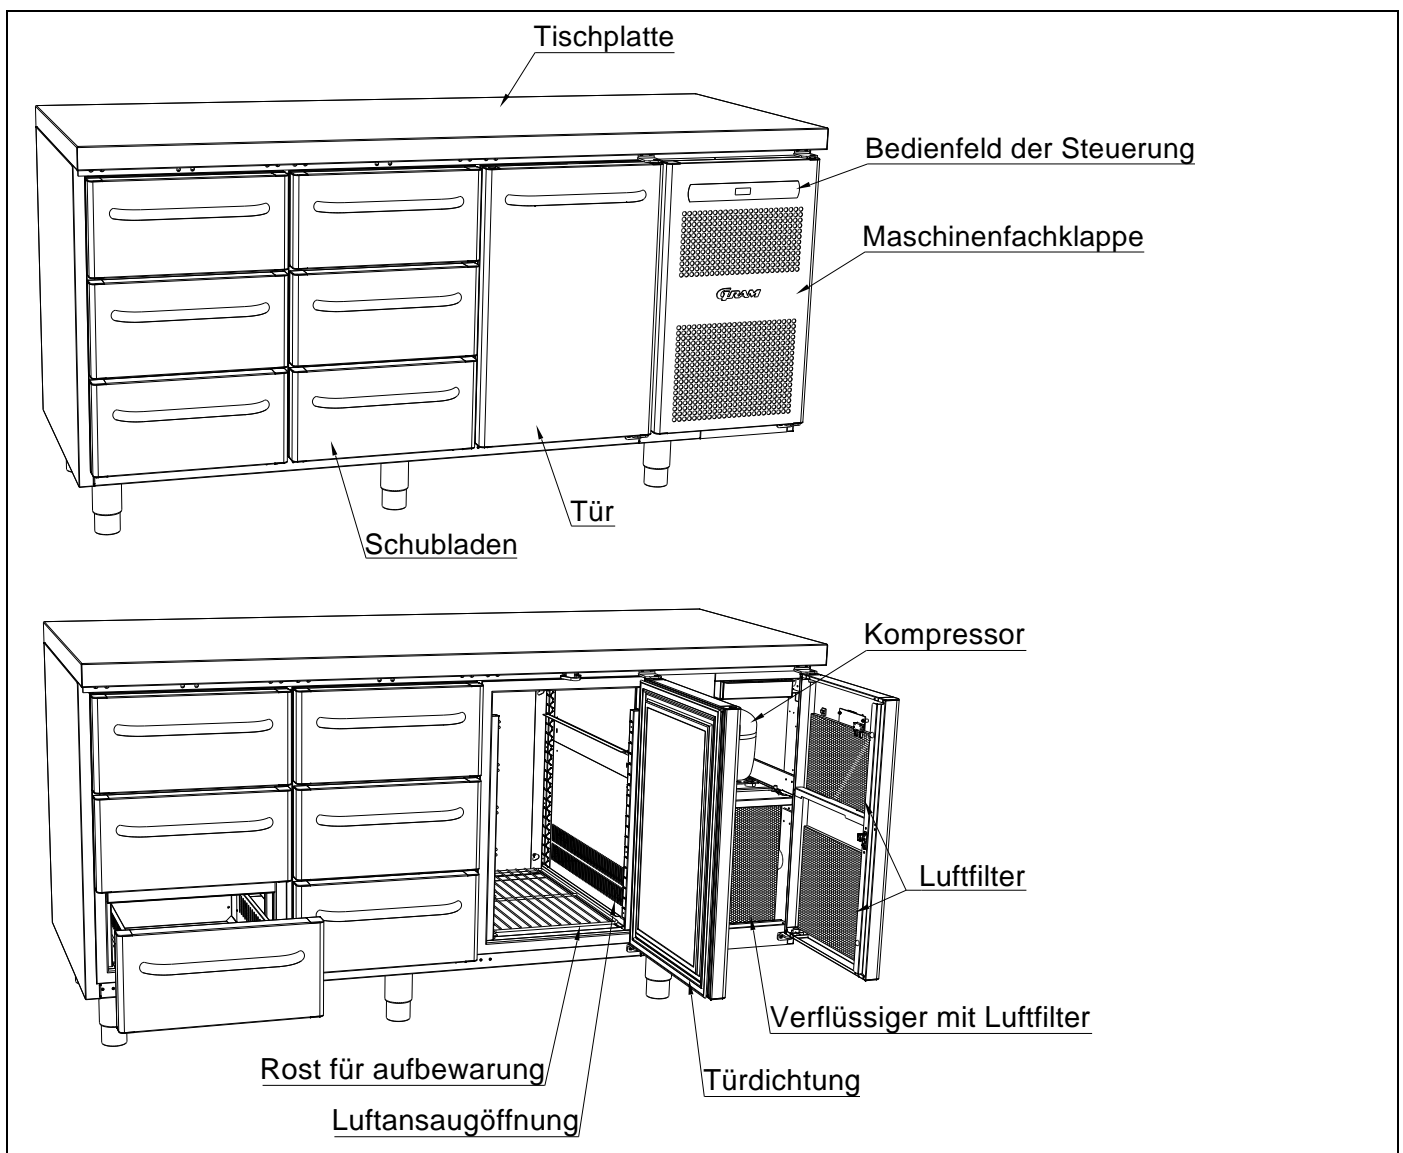 Tischplatte
Bedienfeld der Steuerung
Maschinenfachklappe
GRAM
Tür
Schubladen
Kompressor
Luftfilter
Verflüssiger mit Luftfilter
Rost für aufbewarung
Türdichtung
Luftansaugöffnung